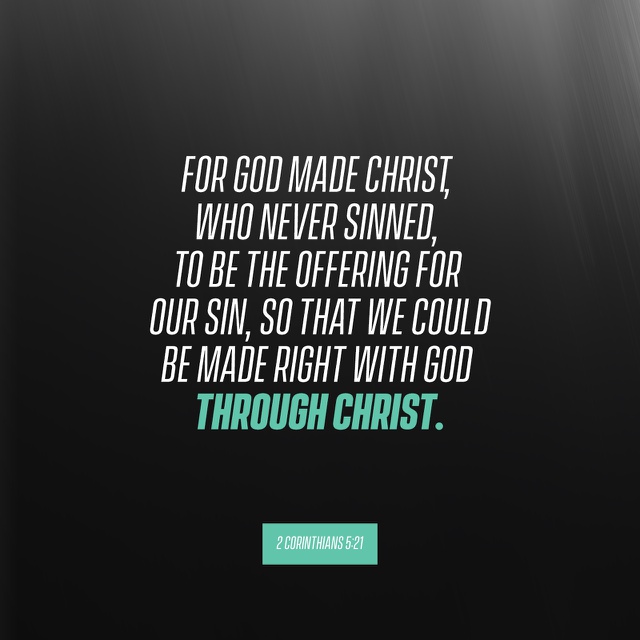 FOR GOD MADE CHRIST,
WHO NEVER SINNED,
TO BE THE OFFERING FOR
OUR SIN, SO THAT WE COULD
BE MADE RIGHT WITH GOD
THROUGH CHRIST.
2 CORINTHIANS 5:21